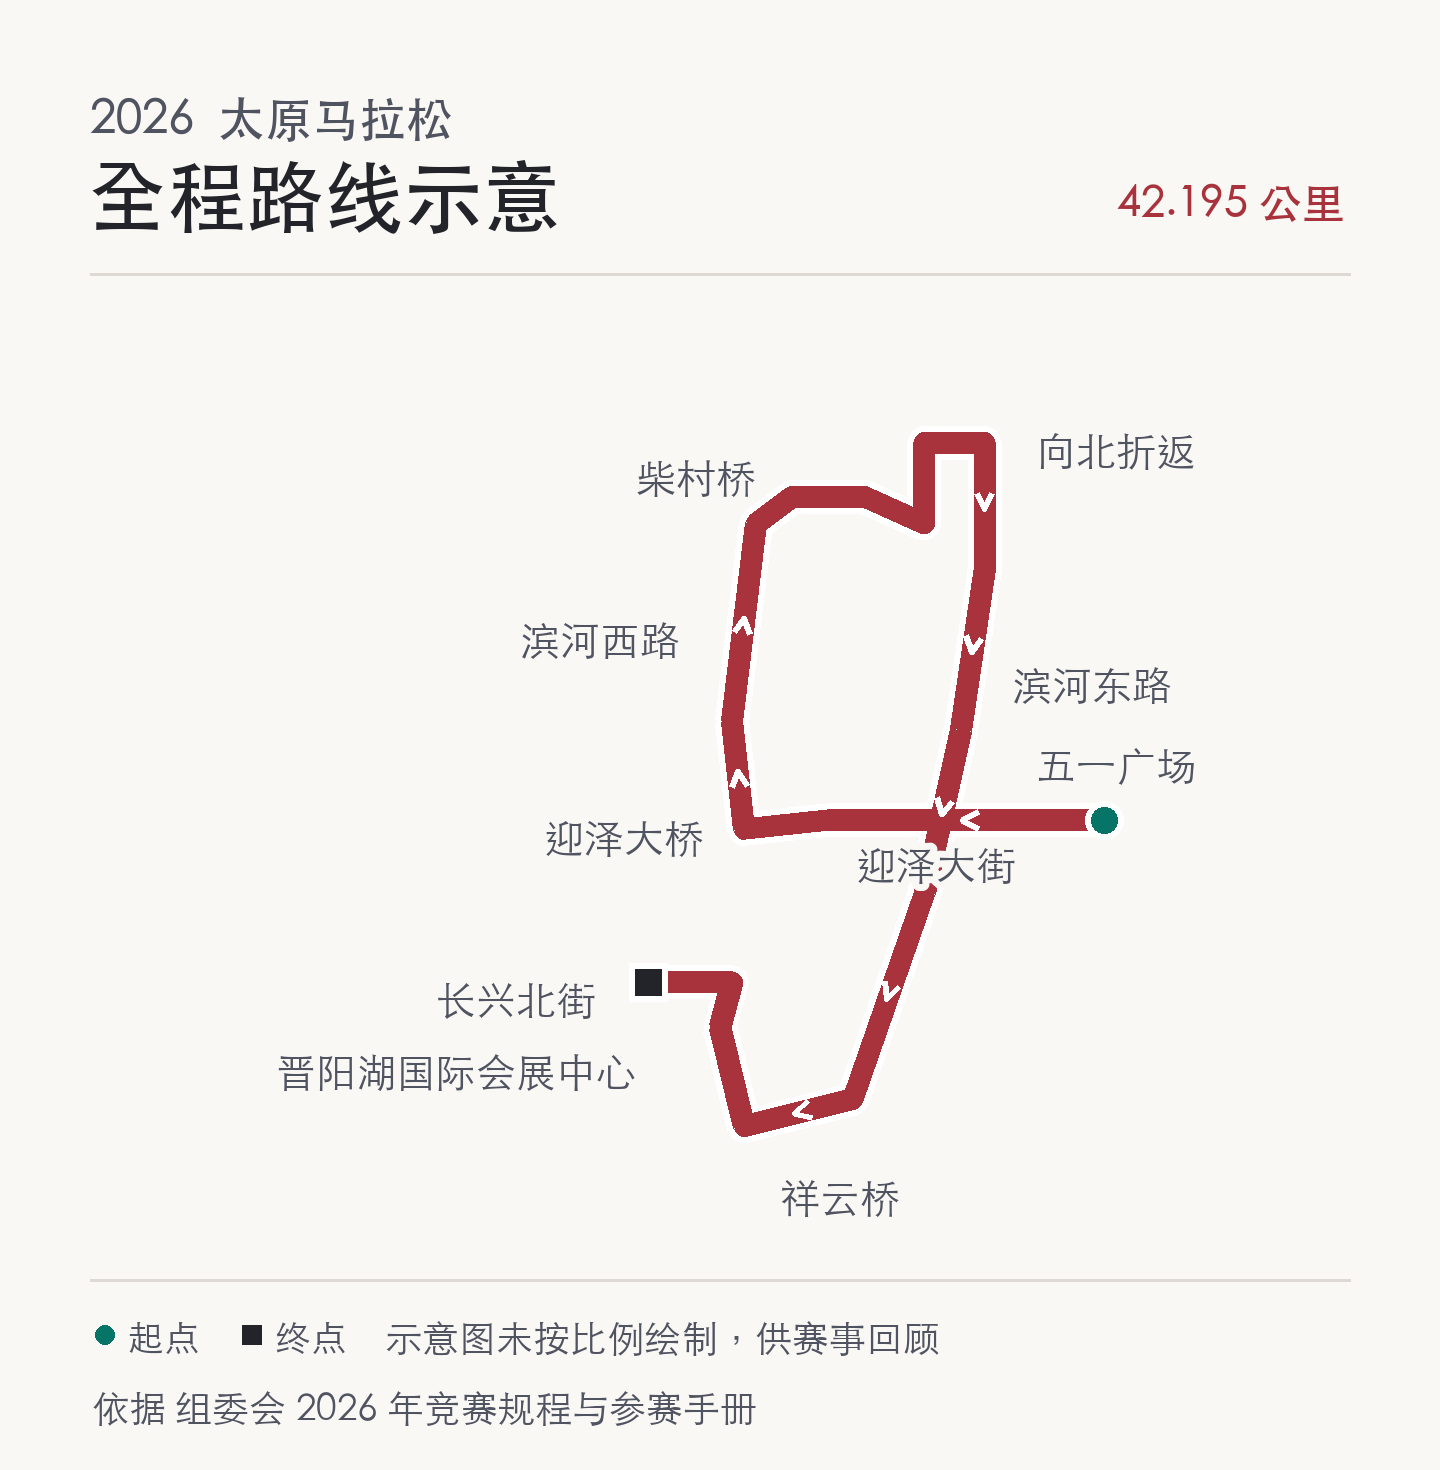 2026 太原马拉松
全程路线示意
42.195 公里
向北折返
柴村桥
滨河西路
滨河东路
五一广场
迎泽大桥
迎泽大街
长兴北街
晋阳湖国际会展中心
祥云桥
起点 终点 示意图未按比例绘制，供赛事回顾
依据 组委会 2026 年竞赛规程与参赛手册